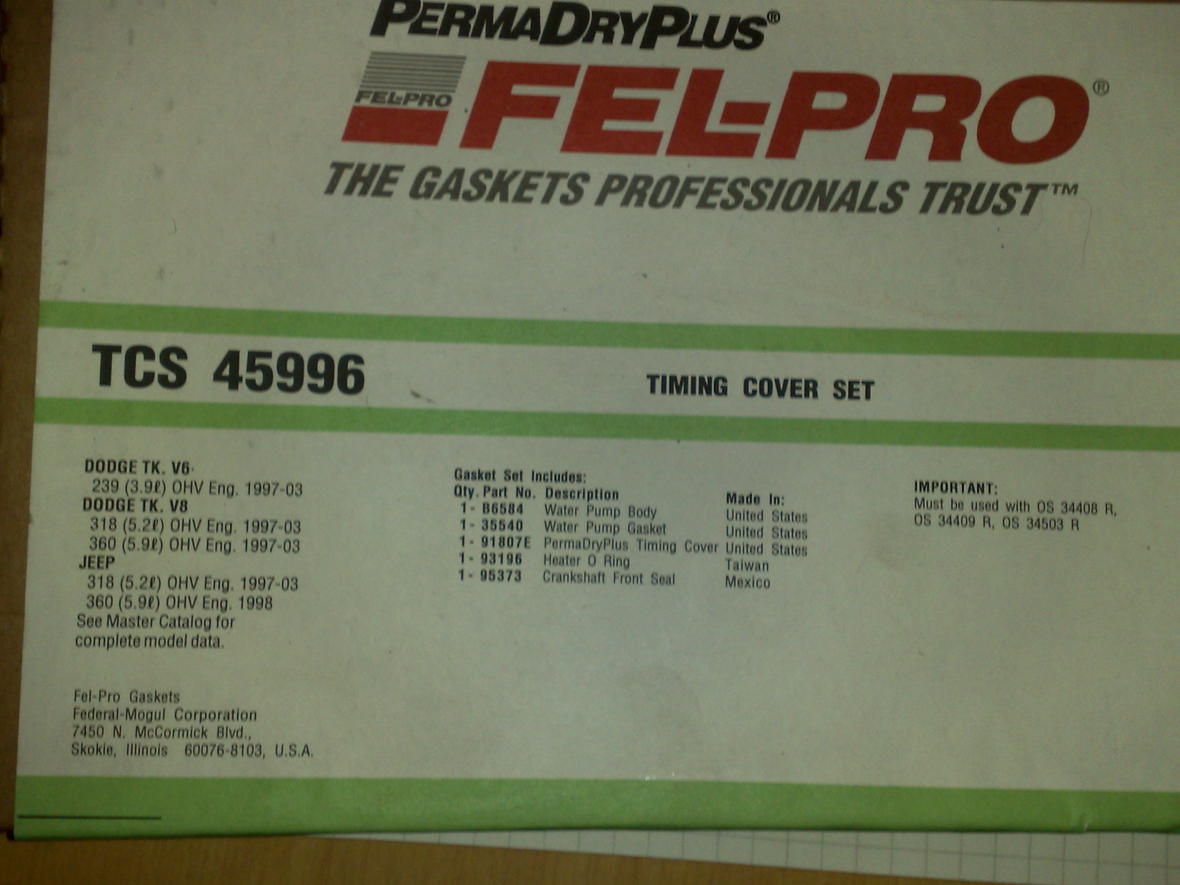 PERMADRYPLUS®
FEL-PRO
FEL-PRO®
THE GASKETS PROFESSIONALS TRUST™
TCS 45996
TIMING COVER SET
DODGE TK. V6
239 (3.9ℓ) OHV Eng. 1997-03
DODGE TK. V8
318 (5.2ℓ) OHV Eng. 1997-03
360 (5.9ℓ) OHV Eng. 1997-03
JEEP
318 (5.2ℓ) OHV Eng. 1997-03
360 (5.9ℓ) OHV Eng. 1998
See Master Catalog for
complete model data.
Gasket Set Includes:
Qty. Part No. Description Made In:
1 - B6584 Water Pump Body United States
1 - 35540 Water Pump Gasket United States
1 - 91807E PermaDryPlus Timing Cover United States
1 - 93196 Heater O Ring Taiwan
1 - 95373 Crankshaft Front Seal Mexico
IMPORTANT:
Must be used with OS 34408 R,
OS 34409 R, OS 34503 R
Fel-Pro Gaskets
Federal-Mogul Corporation
7450 N. McCormick Blvd.,
Skokie, Illinois 60076-8103, U.S.A.